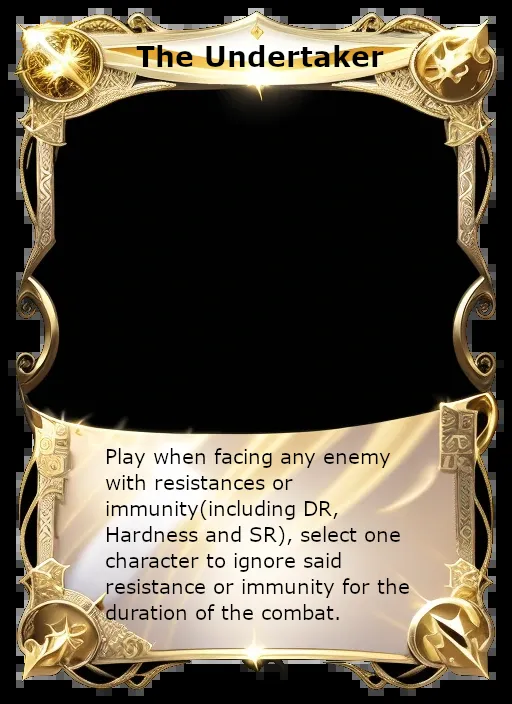 The Undertaker
Play when facing any enemy
with resistances or
immunity(including DR,
Hardness and SR), select one
character to ignore said
resistance or immunity for the
duration of the combat.